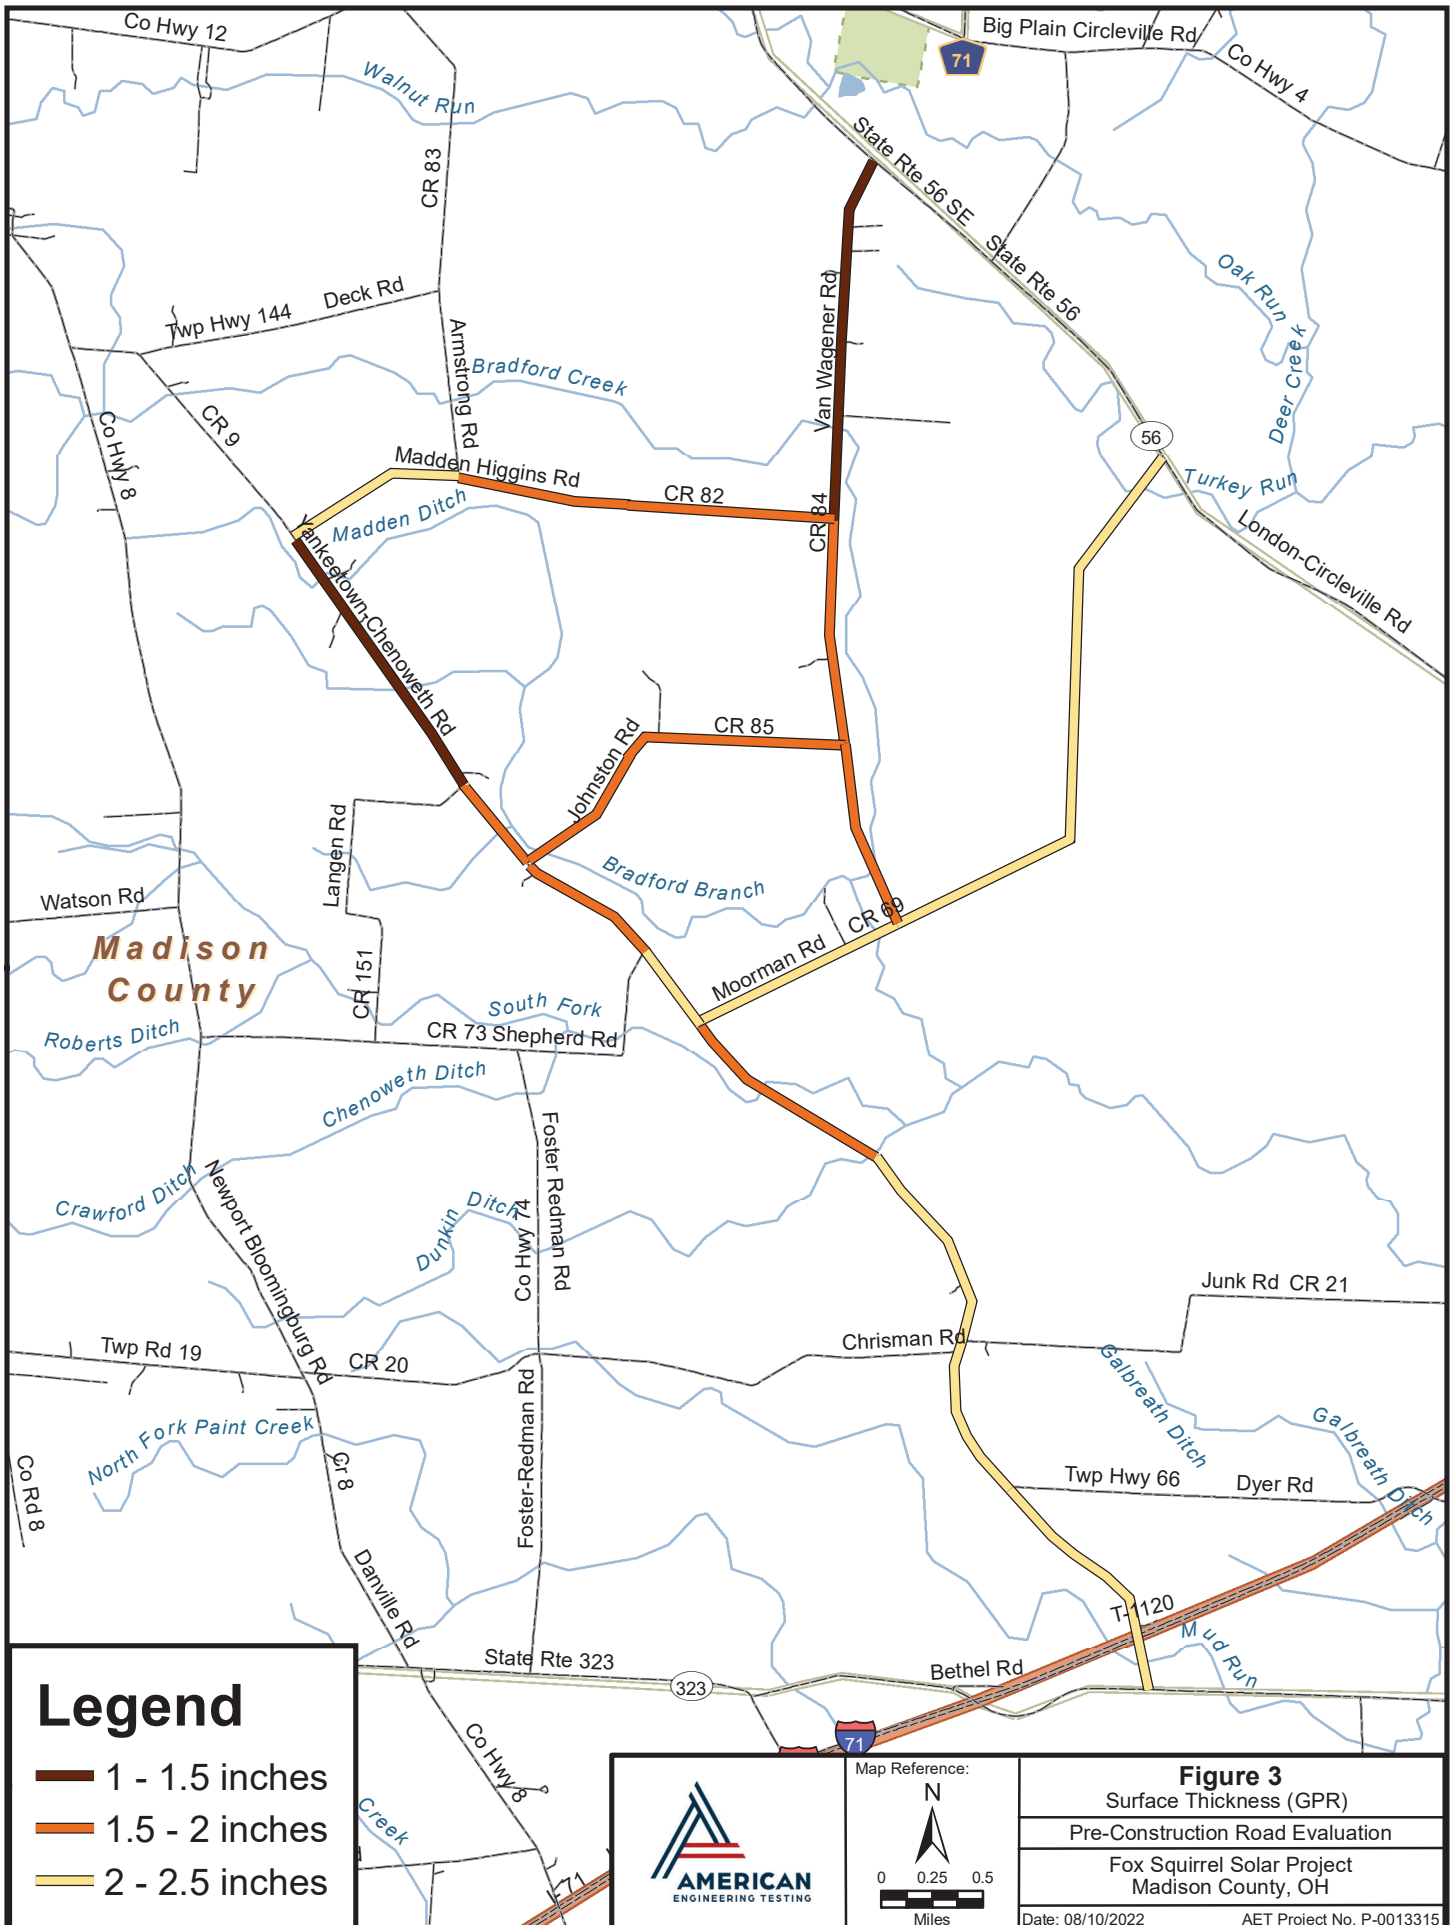 Co Hwy 12
Big Plain Circleville Rd
71
Co Hwy 4
Walnut Run
State Rte 56 SE
CR 83
State Rte 56
Oak Run
Deer Creek
Van Wagener Rd
Twp Hwy 144
Deck Rd
Armstrong Rd
Bradford Creek
CR 9
Co Hwy 8
56
Madden Higgins Rd
CR 82
CR 84
Madden Ditch
Turkey Run
London-Circleville Rd
Yankeetown-Chenoweth Rd
Johnston Rd
CR 85
Langen Rd
Bradford Branch
Watson Rd
CR 69
Madison
County
Moorman Rd
CR 151
South Fork
Roberts Ditch
CR 73 Shepherd Rd
Chenoweth Ditch
Foster Redman Rd
Crawford Ditch
Newport Bloomingburg Rd
Dunkin Ditch
Co Hwy 74
Junk Rd CR 21
Twp Rd 19
CR 20
Chrisman Rd
Galbreath Ditch
Galbreath Ditch
Foster-Redman Rd
North Fork Paint Creek
Cr 8
Co Rd 8
Twp Hwy 66
Dyer Rd
Danville Rd
T-1120
Mud Run
State Rte 323
323
Bethel Rd
71
Co Hwy 8
Creek
I-71
Legend
1 - 1.5 inches
1.5 - 2 inches
2 - 2.5 inches
AMERICAN
ENGINEERING TESTING
Map Reference:
N
0 0.25 0.5
Miles
Figure 3
Surface Thickness (GPR)
Pre-Construction Road Evaluation
Fox Squirrel Solar Project
Madison County, OH
Date: 08/10/2022
AET Project No. P-0013315